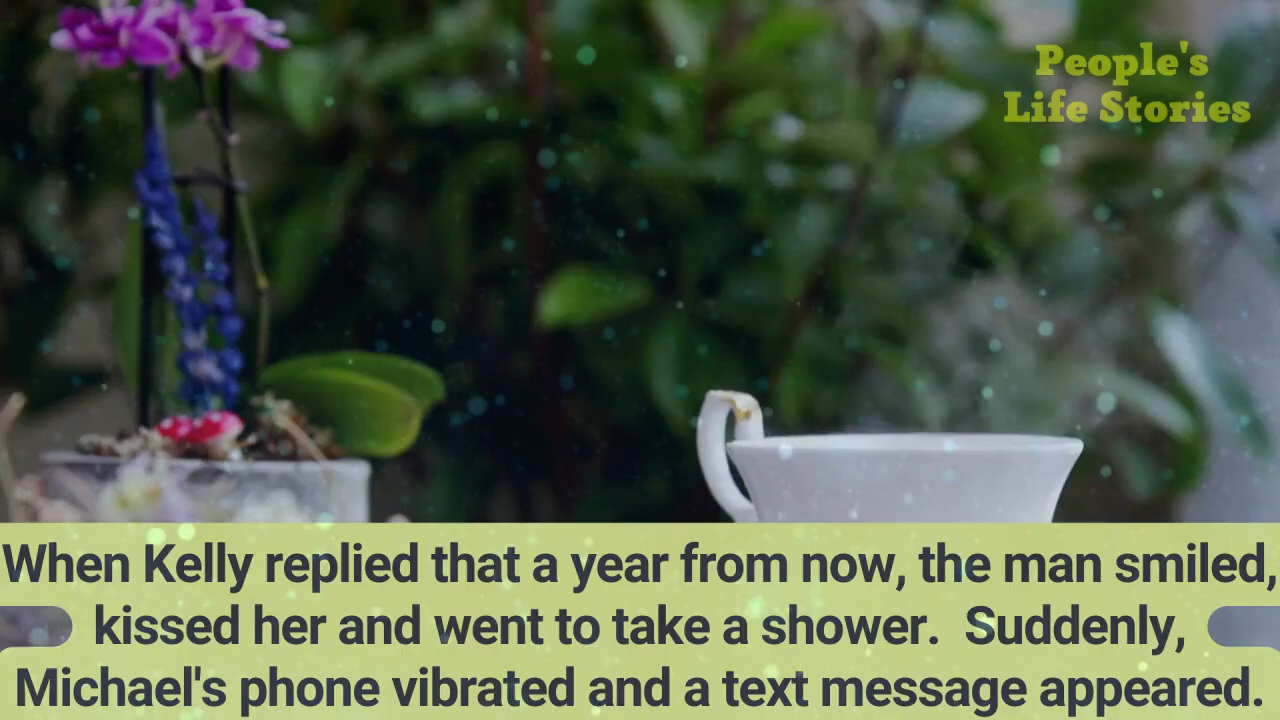 People's
Life Stories
When Kelly replied that a year from now, the man smiled,
kissed her and went to take a shower.  Suddenly,
Michael's phone vibrated and a text message appeared.